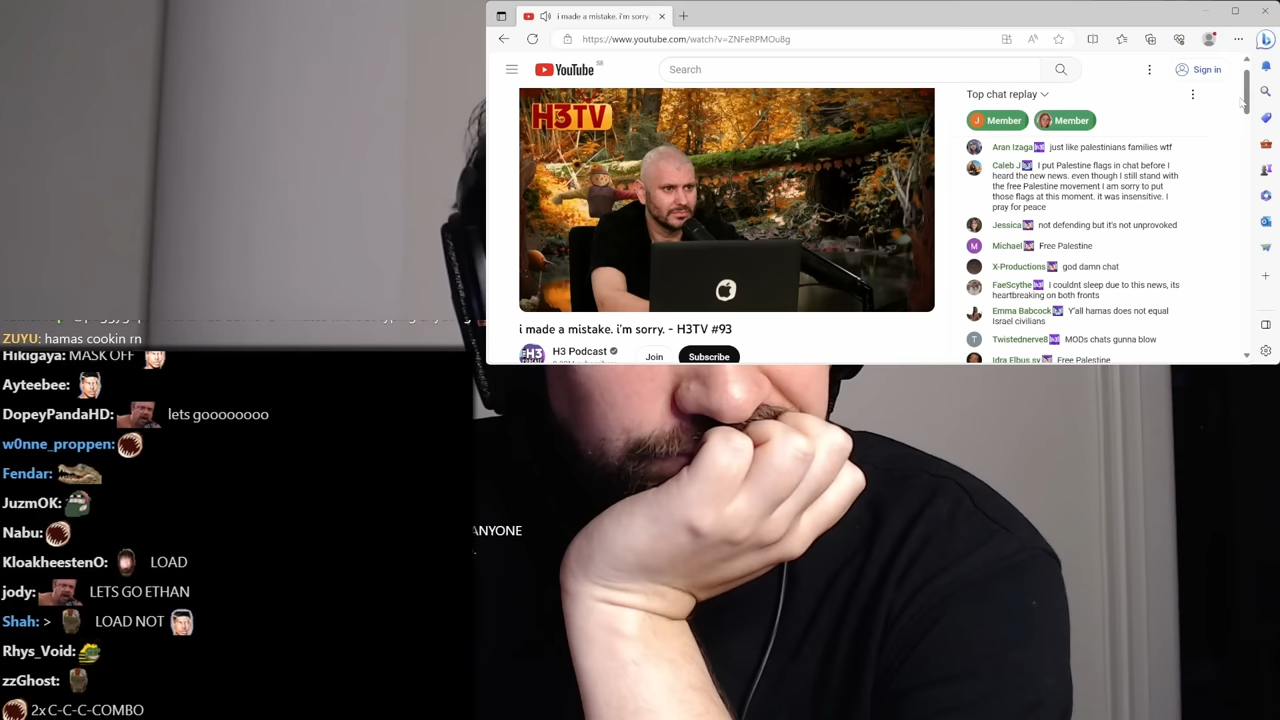 i made a mistake. i'm sorry.
https://www.youtube.com/watch?v=ZNFeRPMOu8g
YouTube
Search
Sign in
H3TV
i made a mistake. i'm sorry. - H3TV #93
H3 Podcast
Join
Subscribe
Top chat replay
J Member
Member
Aran Izaga just like palestinians families wtf
Caleb J I put Palestine flags in chat before I
heard the new news. even though I still stand with
the free Palestine movement I am sorry to put
those flags at this moment. it was insensitive. I
pray for peace
Jessica not defending but it's not unprovoked
M Michael Free Palestine
X-Productions god damn chat
FaeScythe I couldnt sleep due to this news, its
heartbreaking on both fronts
Emma Babcock Y'all hamas does not equal
Israel civilians
T Twistednerve8 MODs chats gunna blow
Idra Elbus sy Free Palestine
ZUYU: hamas cookin rn
Hikigaya: MASK OFF
Ayteebee:
DopeyPandaHD: lets goooooooo
w0nne_proppen:
Fendar:
JuzmOK:
Nabu:
KloakheestenO: LOAD
jody: LETS GO ETHAN
Shah: > LOAD NOT
Rhys_Void:
zzGhost:
2x C-C-C-COMBO
ANYONE